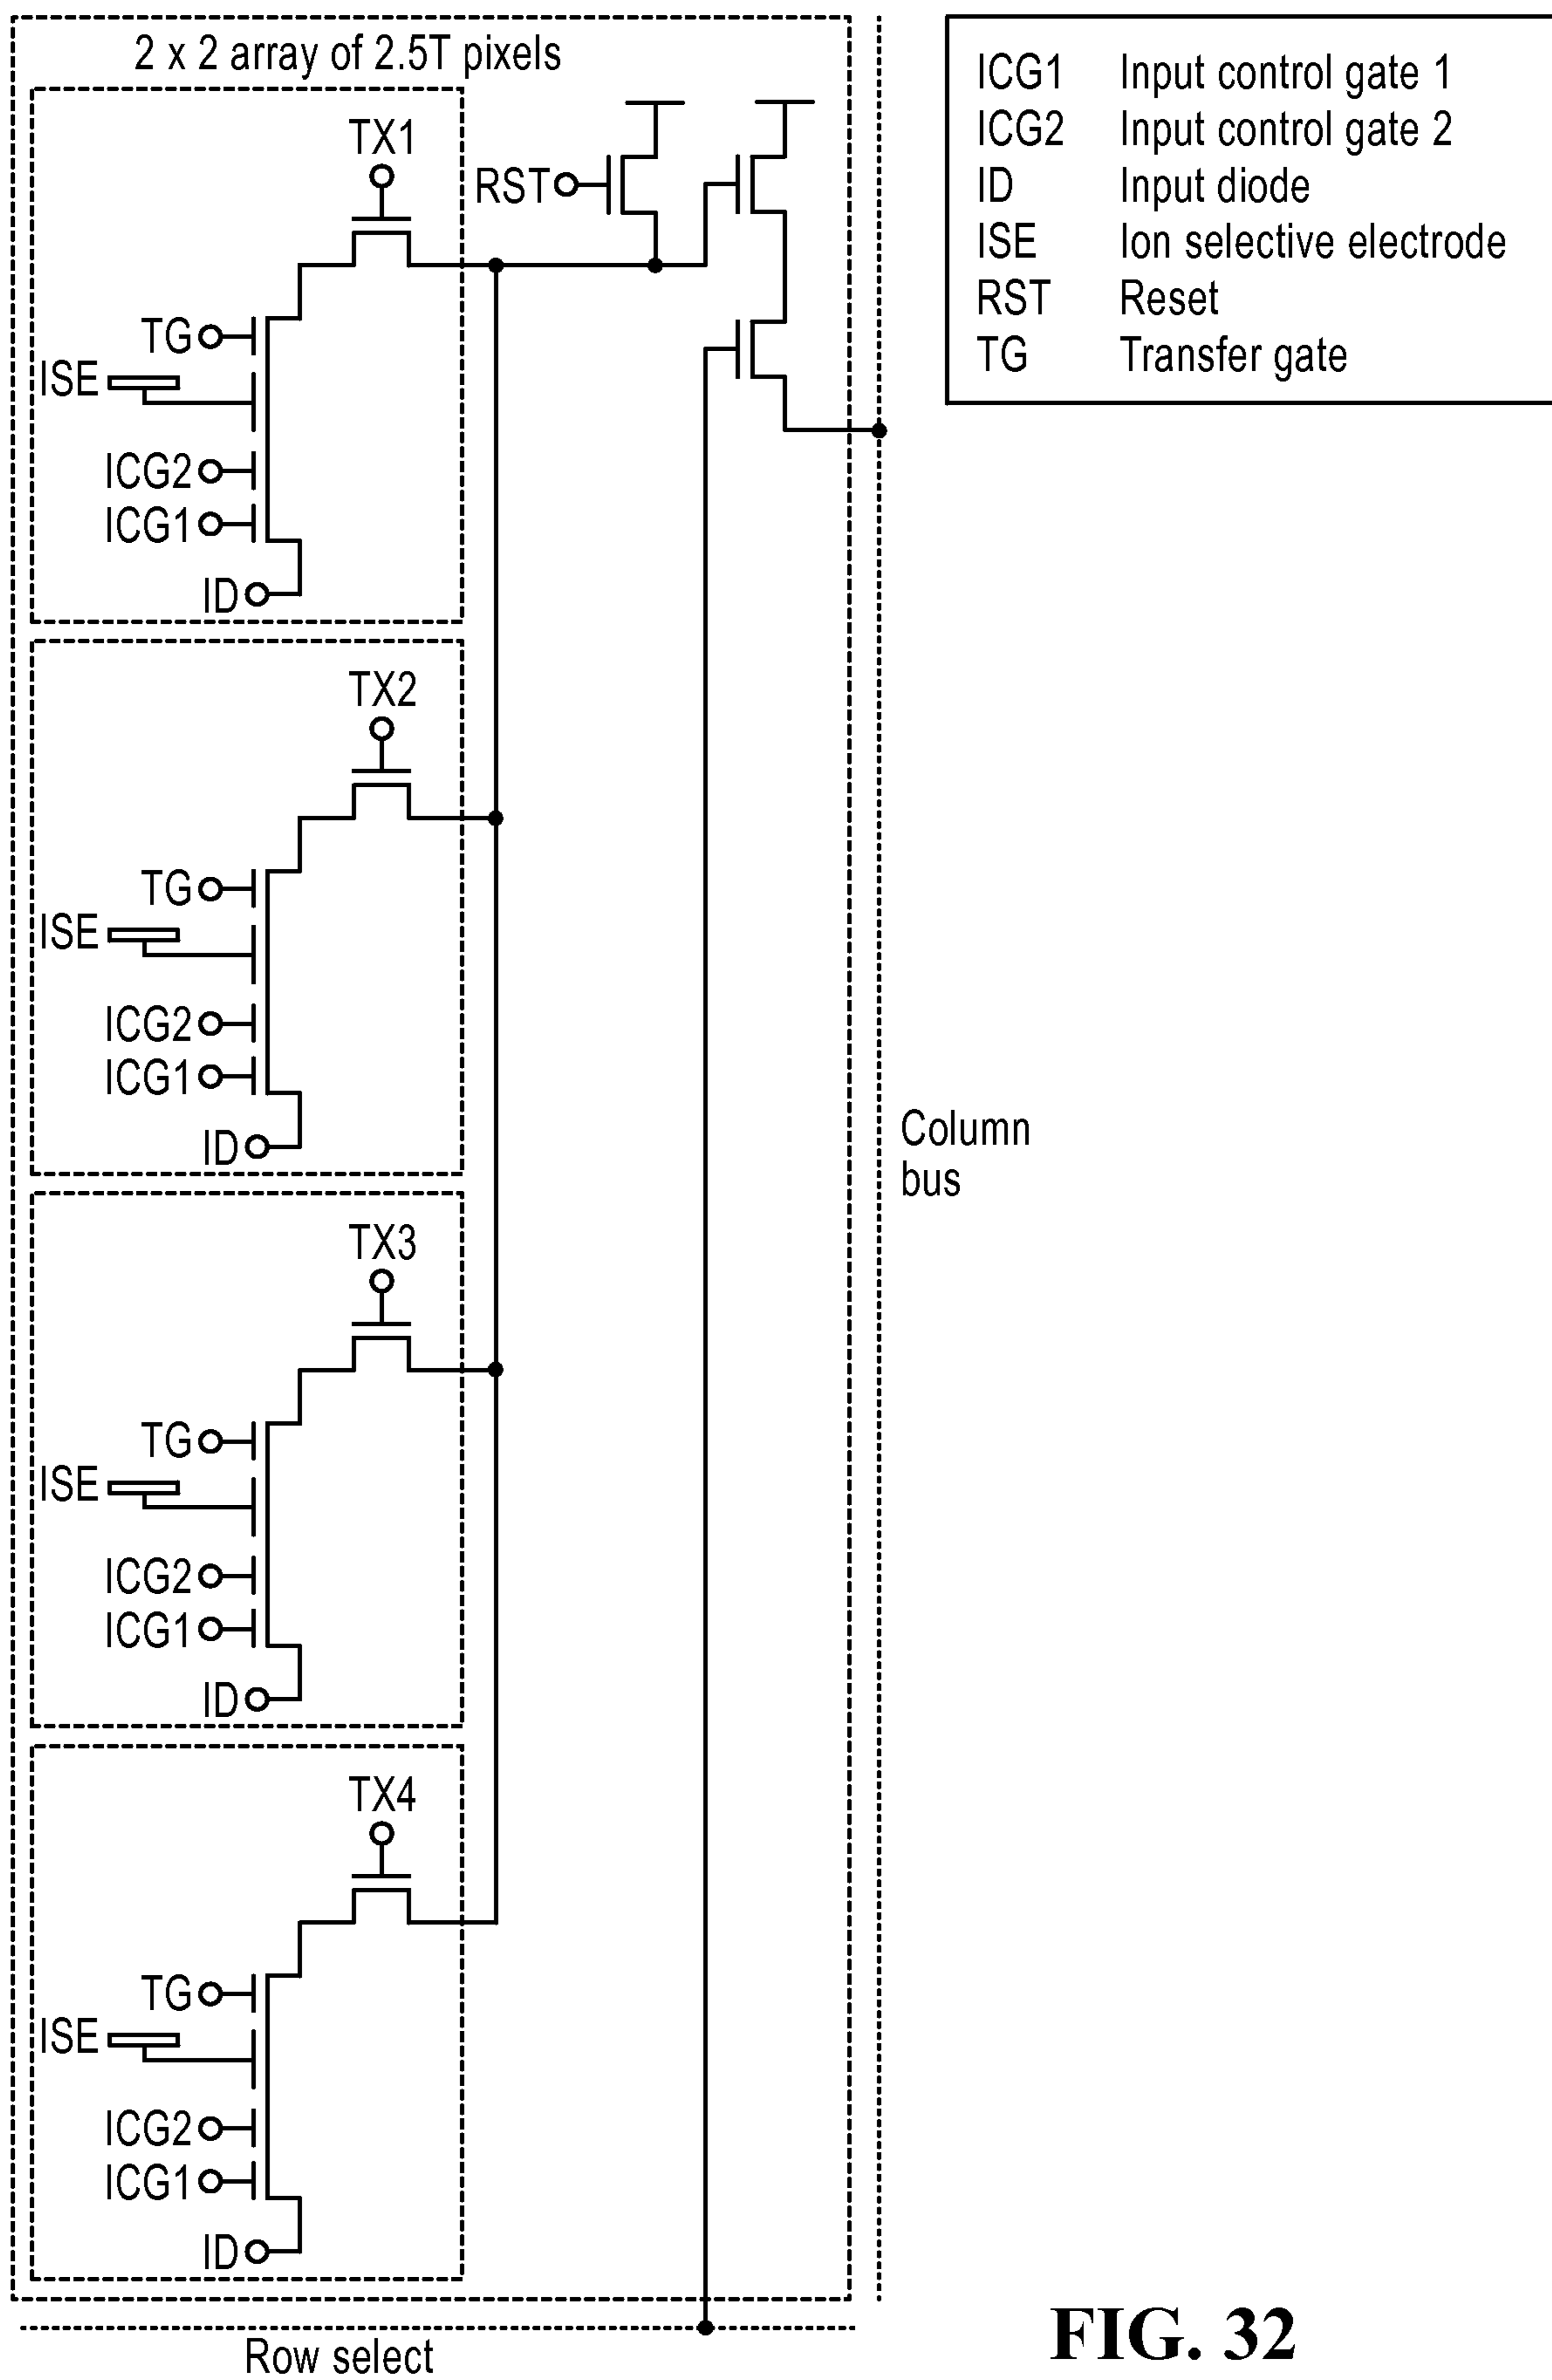 2 x 2 array of 2.5T pixels
TX1
RST
TG
ISE
ICG2
ICG1
ID
TX2
TG
ISE
ICG2
ICG1
ID
TX3
TG
ISE
ICG2
ICG1
ID
TX4
TG
ISE
ICG2
ICG1
ID
Row select
Column
bus
ICG1 Input control gate 1
ICG2 Input control gate 2
ID Input diode
ISE Ion selective electrode
RST Reset
TG Transfer gate
FIG. 32